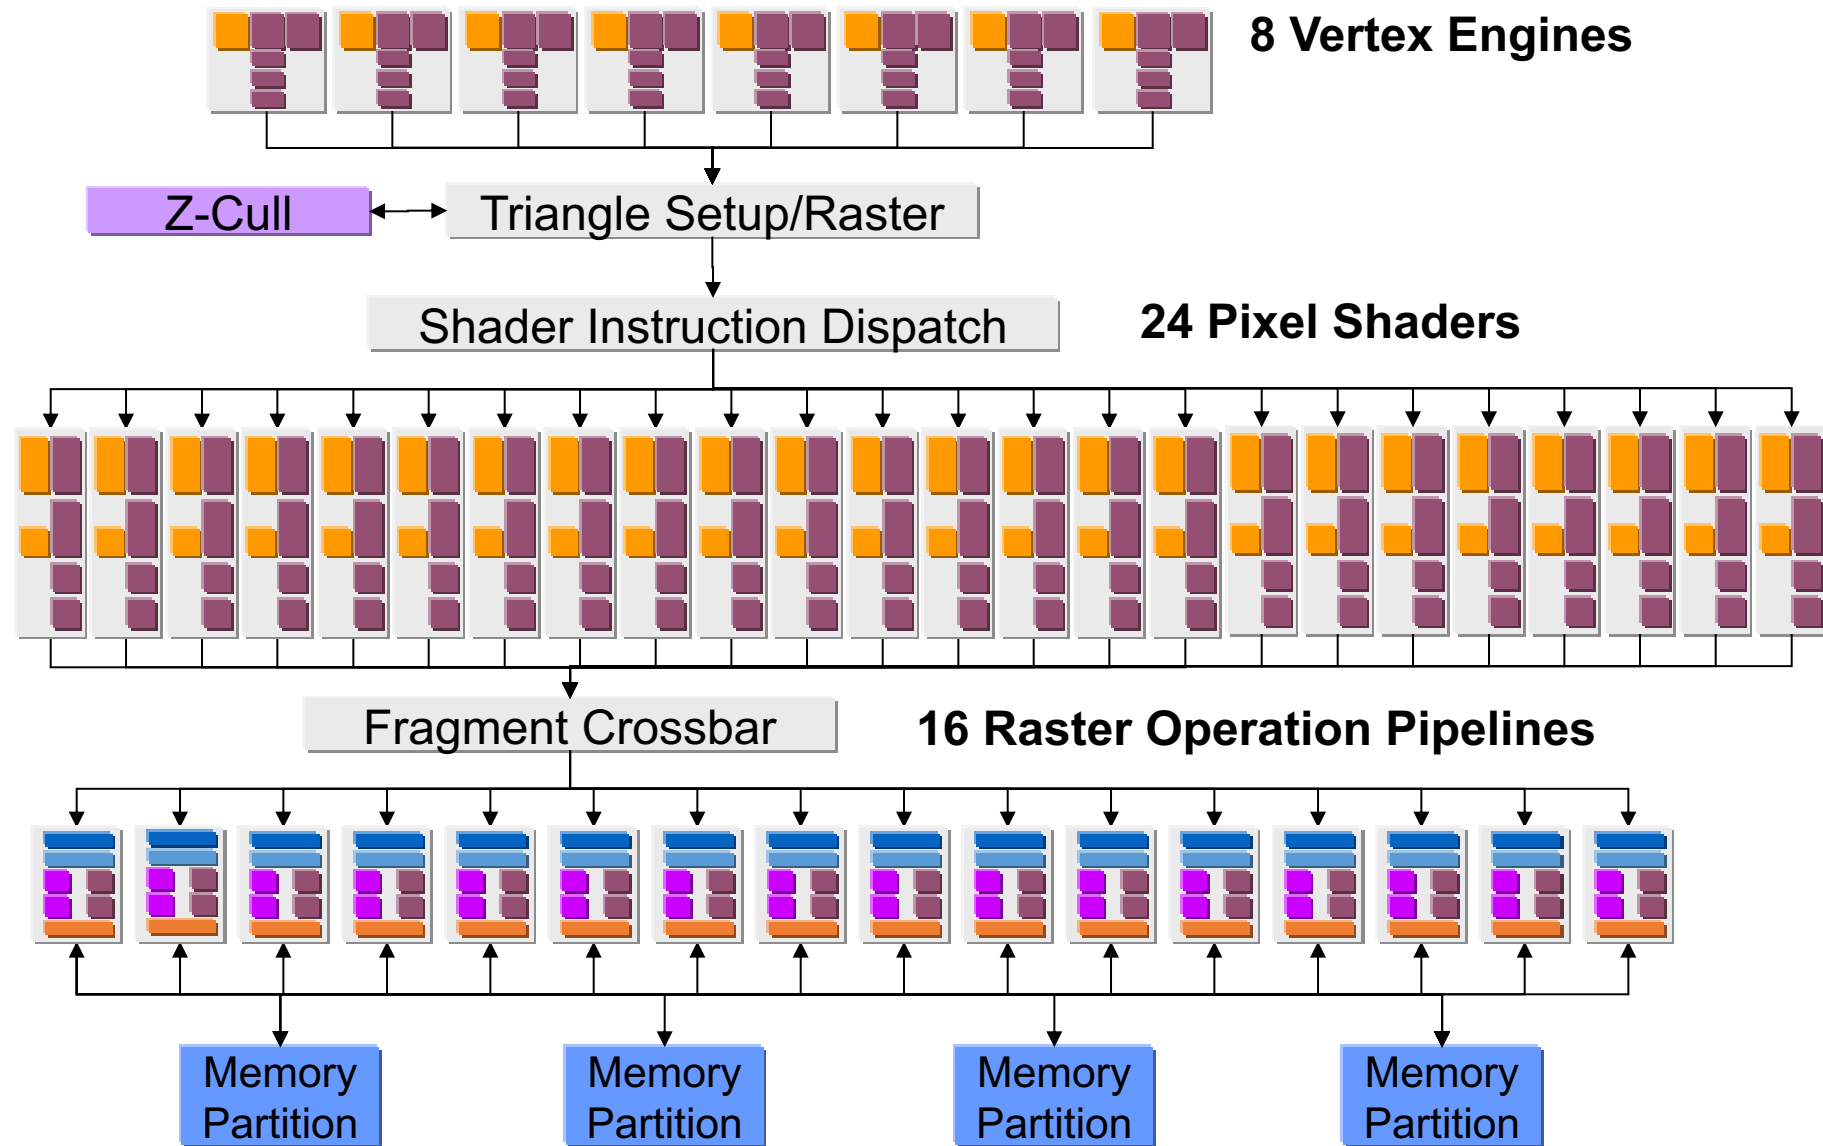 8 Vertex Engines
Z-Cull
Triangle Setup/Raster
Shader Instruction Dispatch
24 Pixel Shaders
Fragment Crossbar
16 Raster Operation Pipelines
Memory
Partition
Memory
Partition
Memory
Partition
Memory
Partition